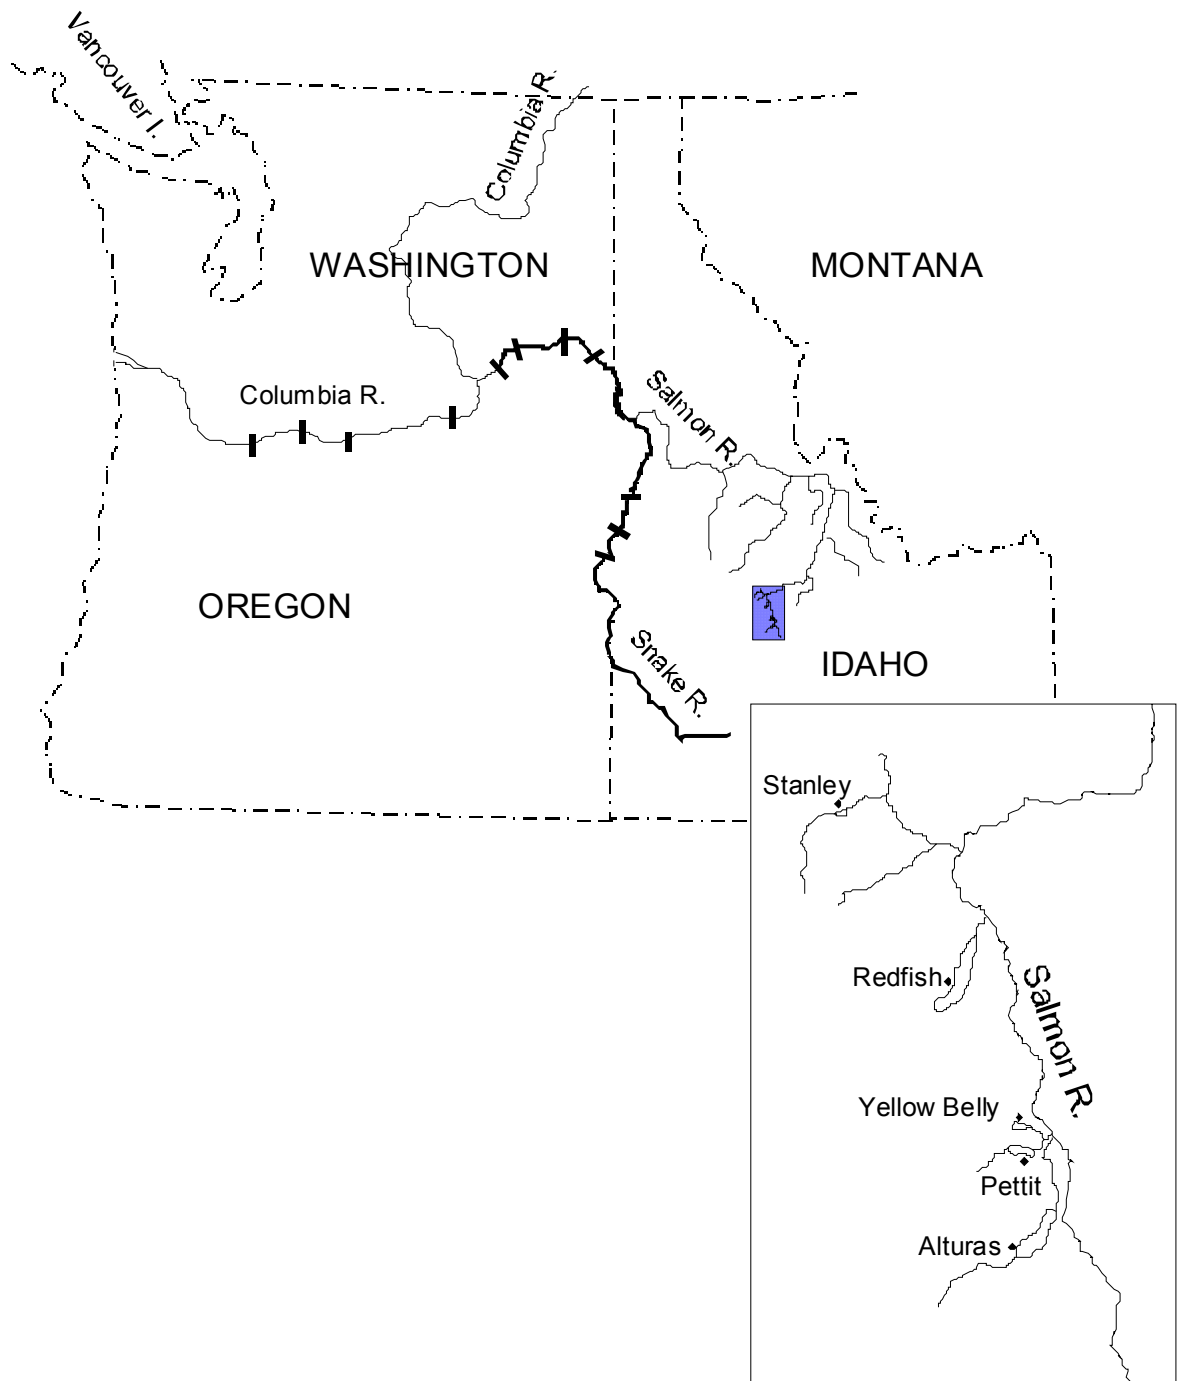 Vancouver I.
Columbia R.
WASHINGTON
MONTANA
Columbia R.
Salmon R.
OREGON
Snake R.
IDAHO
Stanley
Redfish
Salmon R.
Yellow Belly
Pettit
Alturas